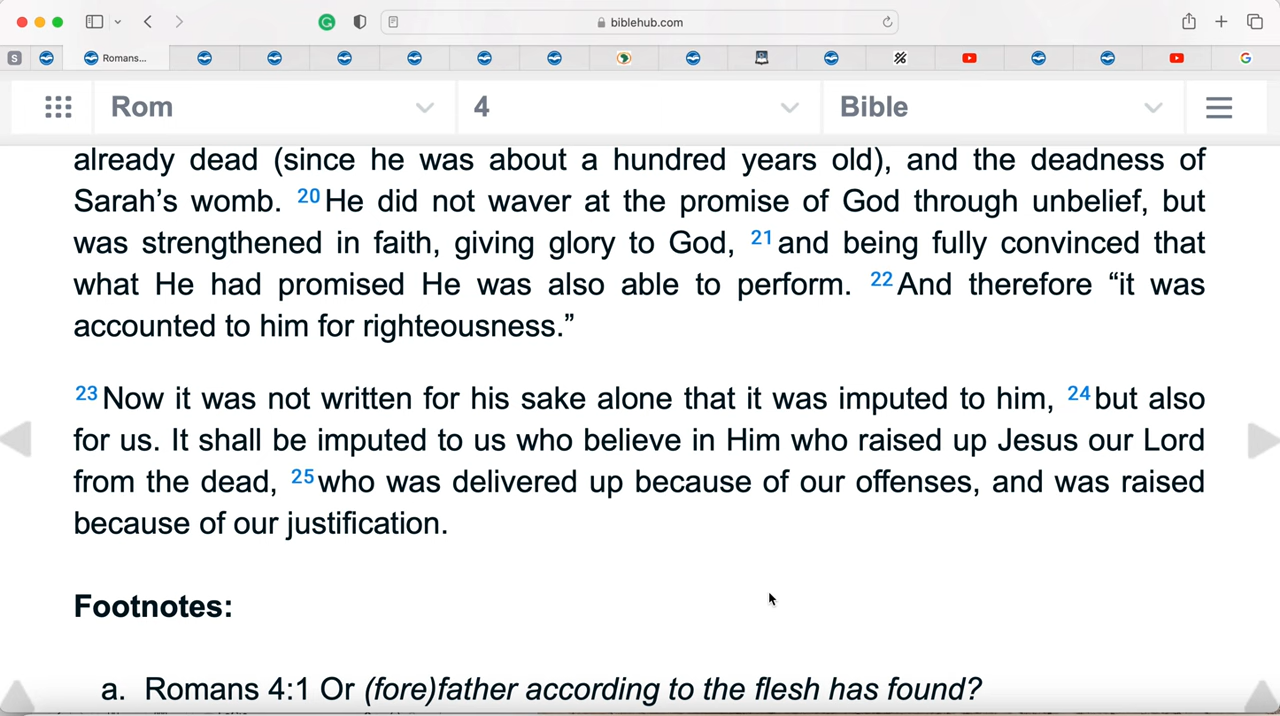 biblehub.com
S Romans... G
Rom 4 Bible
already dead (since he was about a hundred years old), and the deadness of
Sarah’s womb. 20 He did not waver at the promise of God through unbelief, but
was strengthened in faith, giving glory to God, 21 and being fully convinced that
what He had promised He was also able to perform. 22 And therefore “it was
accounted to him for righteousness.”
23 Now it was not written for his sake alone that it was imputed to him, 24 but also
for us. It shall be imputed to us who believe in Him who raised up Jesus our Lord
from the dead, 25 who was delivered up because of our offenses, and was raised
because of our justification.
Footnotes:
a. Romans 4:1 Or (fore)father according to the flesh has found?